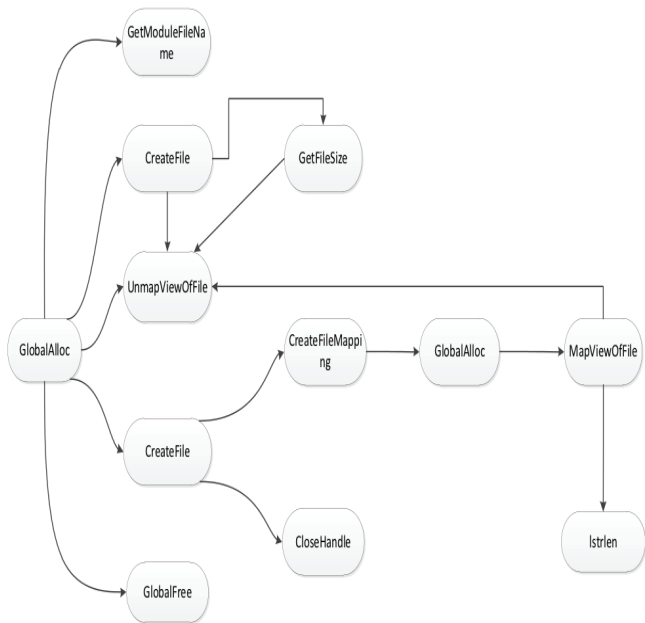 GetModuleFileNa
me
CreateFile
GetFileSize
UnmapViewOfFile
GlobalAlloc
CreateFileMappi
ng
GlobalAlloc
MapViewOfFile
CreateFile
CloseHandle
lstrlen
GlobalFree